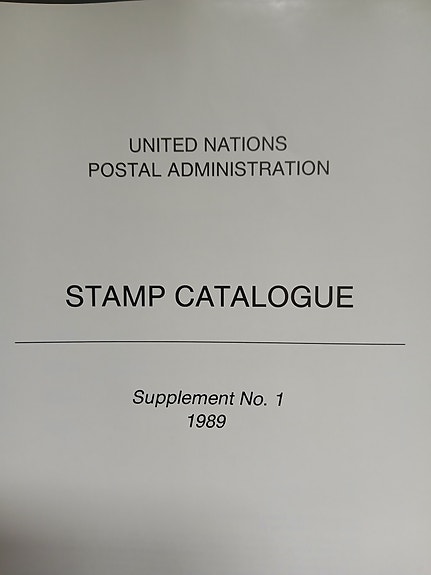 UNITED NATIONS
POSTAL ADMINISTRATION
STAMP CATALOGUE
Supplement No. 1
1989